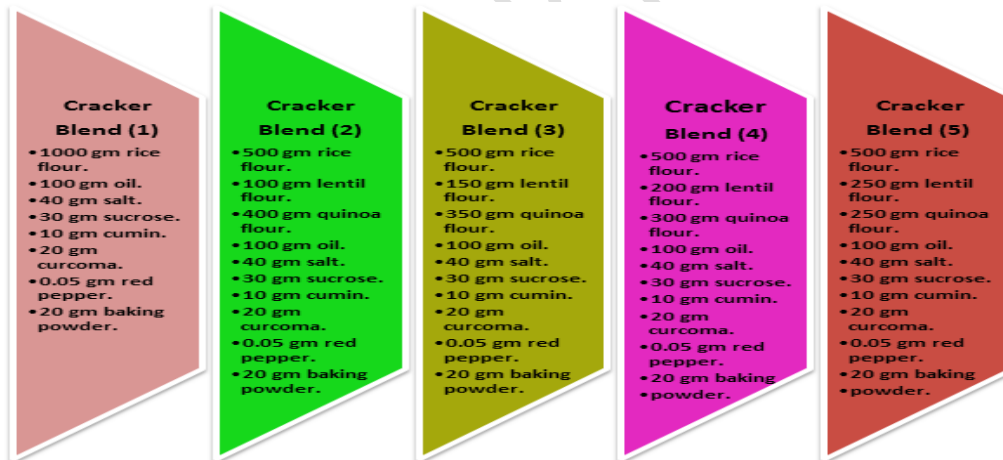 Cracker
Blend (1)
•1000 gm rice
flour.
•100 gm oil.
•40 gm salt.
•30 gm sucrose.
•10 gm cumin.
•20 gm
curcoma.
•0.05 gm red
pepper.
•20 gm baking
powder.
Cracker
Blend (2)
•500 gm rice
flour.
•100 gm lentil
flour.
•400 gm quinoa
flour.
•100 gm oil.
•40 gm salt.
•30 gm sucrose.
•10 gm cumin.
•20 gm
curcoma.
•0.05 gm red
pepper.
•20 gm baking
powder.
Cracker
Blend (3)
•500 gm rice
flour.
•150 gm lentil
flour.
•350 gm quinoa
flour.
•100 gm oil.
•40 gm salt.
•30 gm sucrose.
•10 gm cumin.
•20 gm
curcoma.
•0.05 gm red
pepper.
•20 gm baking
powder.
Cracker
Blend (4)
•500 gm rice
flour.
•200 gm lentil
flour.
•300 gm quinoa
flour.
•100 gm oil.
•40 gm salt.
•30 gm sucrose.
•10 gm cumin.
•20 gm
curcoma.
•0.05 gm red
pepper.
•20 gm baking
•powder.
Cracker
Blend (5)
•500 gm rice
flour.
•250 gm lentil
flour.
•250 gm quinoa
flour.
•100 gm oil.
•40 gm salt.
•30 gm sucrose.
•10 gm cumin.
•20 gm
curcoma.
•0.05 gm red
pepper.
•20 gm baking
•powder.